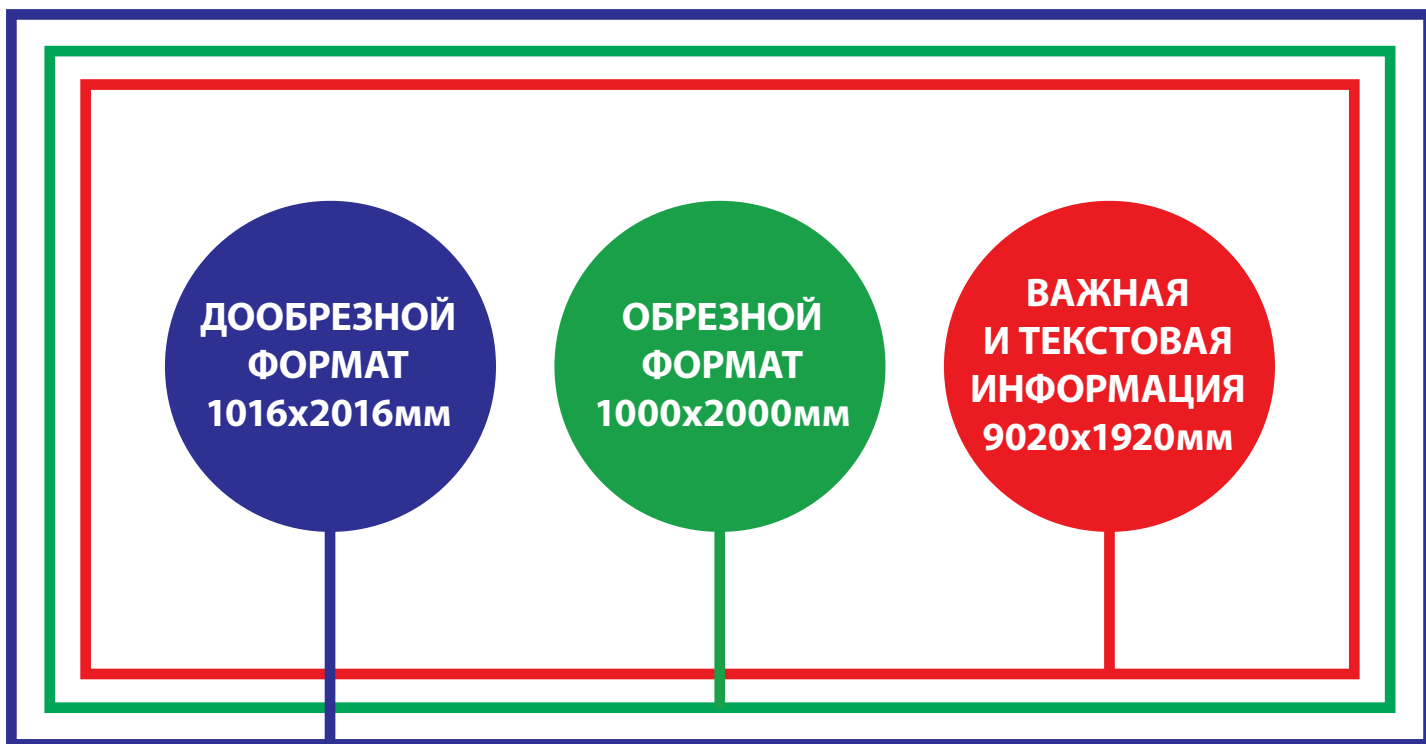 ДООБРЕЗНОЙ
ФОРМАТ
1016х2016мм
ОБРЕЗНОЙ
ФОРМАТ
1000х2000мм
ВАЖНАЯ
И ТЕКСТОВАЯ
ИНФОРМАЦИЯ
9020х1920мм